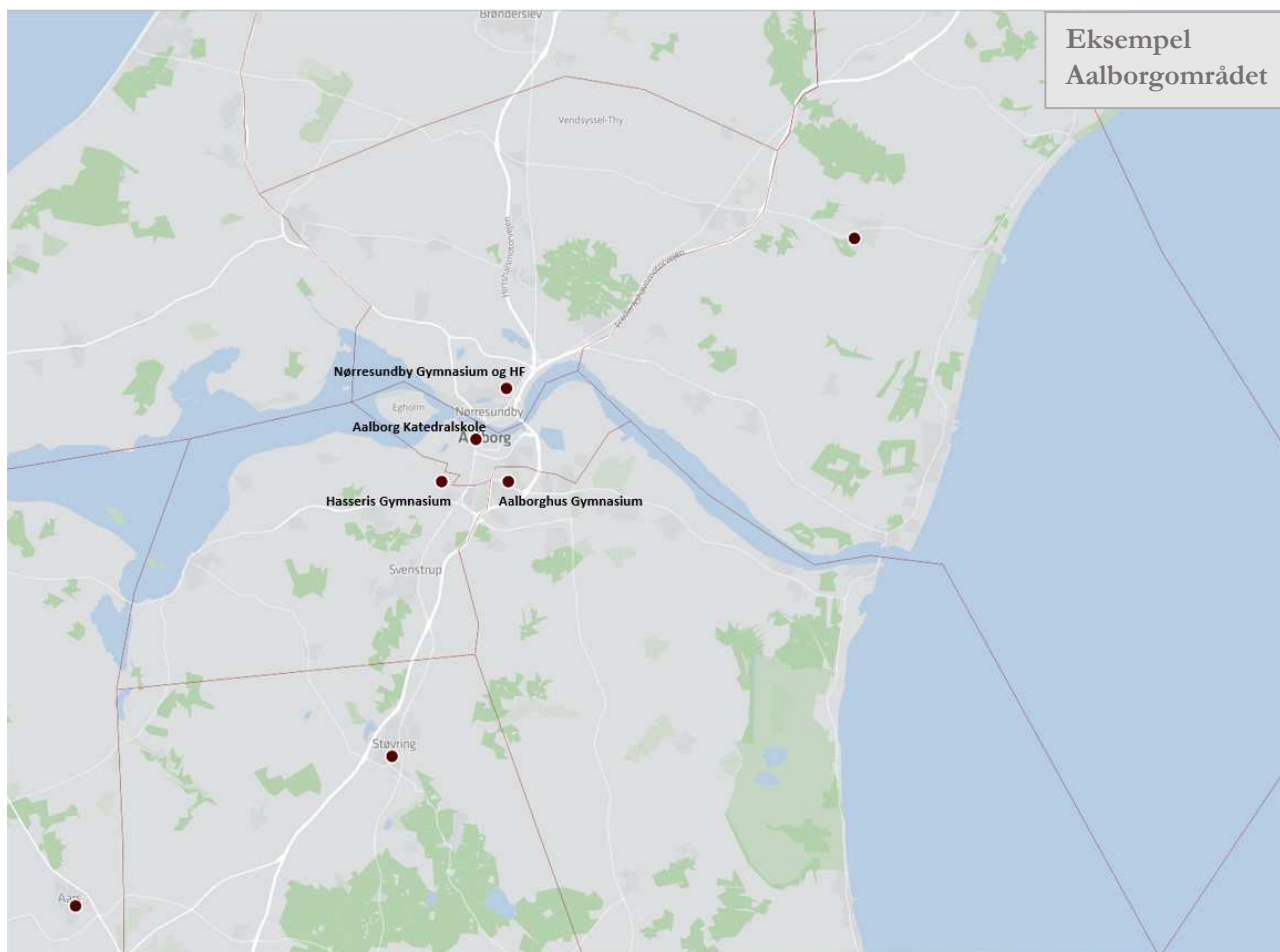 Brønderslev
Eksempel
Aalborgområdet
Vendsyssel-Thy
Hirtshalsmotorvejen
Frederikshavnmotorvejen
Nørresundby Gymnasium og HF
Egholm
Nørresundby
Aalborg Katedralskole
Aalborg
Hasseris Gymnasium
Aalborghus Gymnasium
Svenstrup
Støvring
Aars